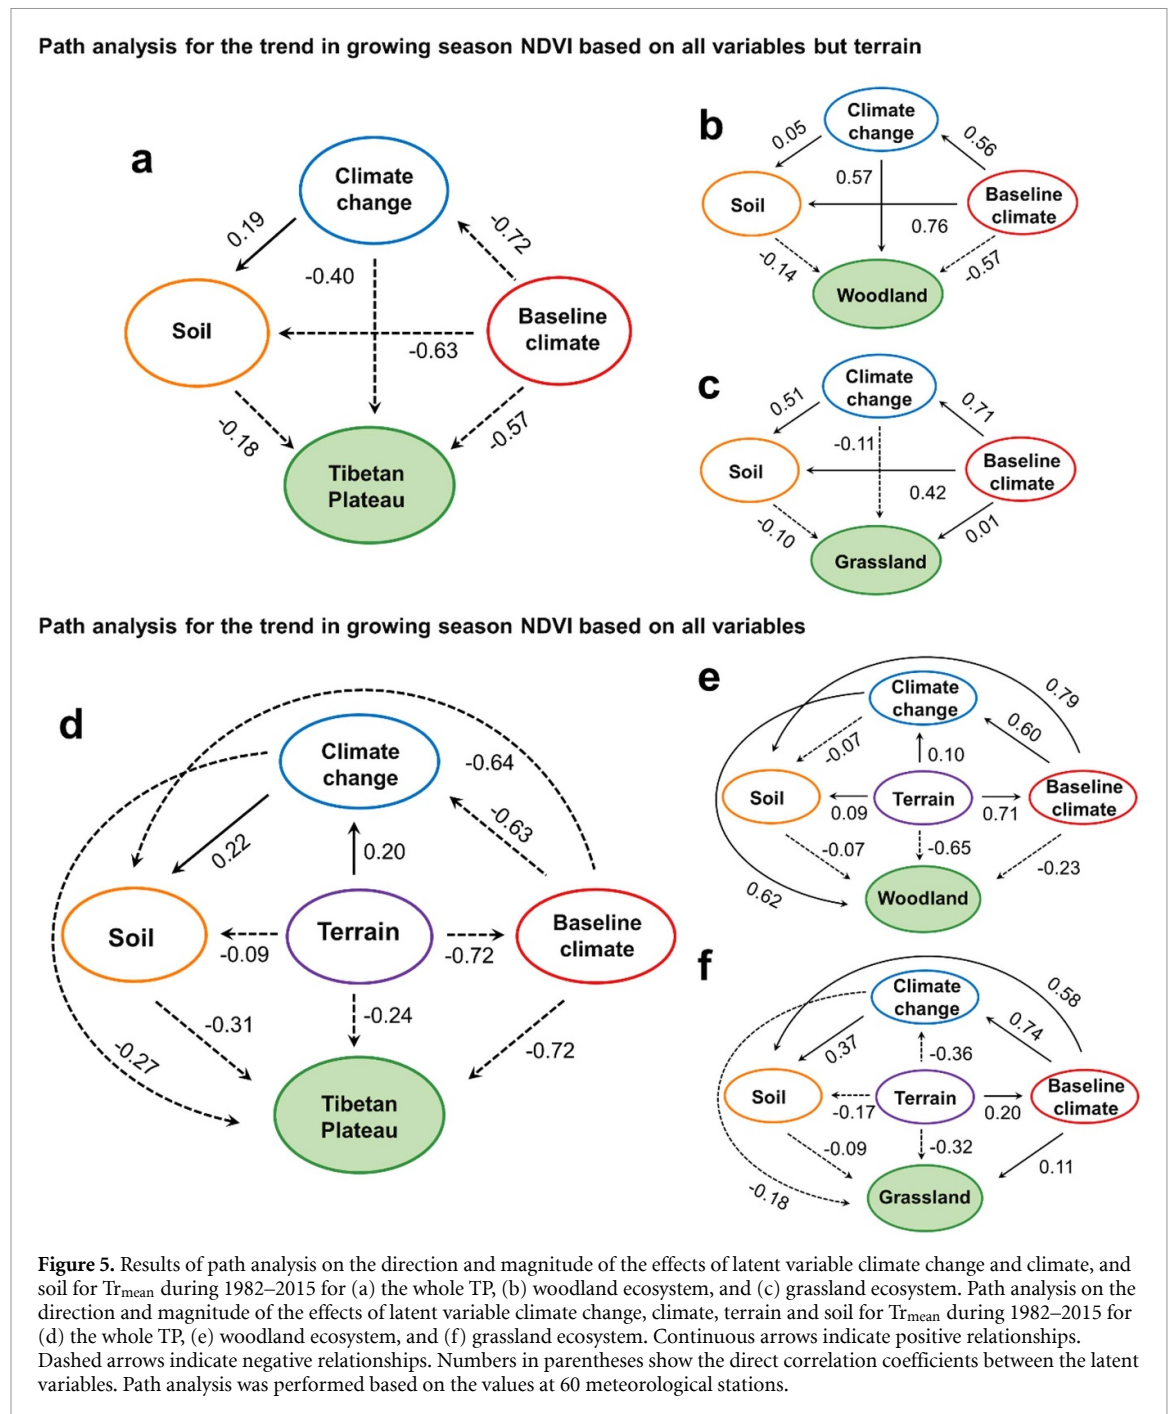 Path analysis for the trend in growing season NDVI based on all variables but terrain
a
Climate
change
0.19
-0.72
-0.40
Soil
Baseline
climate
-0.63
-0.18
-0.57
Tibetan
Plateau
b
Climate
change
0.05
0.56
0.57
Soil
Baseline
climate
0.76
-0.14
-0.57
Woodland
c
Climate
change
0.51
0.71
-0.11
Soil
Baseline
climate
0.42
-0.10
0.01
Grassland
Path analysis for the trend in growing season NDVI based on all variables
d
Climate
change
-0.64
-0.63
0.22
0.20
Soil
Terrain
Baseline
climate
-0.09
-0.72
-0.31
-0.24
-0.72
-0.27
Tibetan
Plateau
e
Climate
change
0.79
0.60
-0.07
0.10
Soil
Terrain
Baseline
climate
0.09
0.71
-0.07
-0.65
-0.23
0.62
Woodland
f
Climate
change
0.58
0.74
0.37
-0.36
Soil
Terrain
Baseline
climate
-0.17
0.20
-0.09
-0.32
0.11
-0.18
Grassland
Figure 5. Results of path analysis on the direction and magnitude of the effects of latent variable climate change and climate, and
soil for Trmean during 1982–2015 for (a) the whole TP, (b) woodland ecosystem, and (c) grassland ecosystem. Path analysis on the
direction and magnitude of the effects of latent variable climate change, climate, terrain and soil for Trmean during 1982–2015 for
(d) the whole TP, (e) woodland ecosystem, and (f) grassland ecosystem. Continuous arrows indicate positive relationships.
Dashed arrows indicate negative relationships. Numbers in parentheses show the direct correlation coefficients between the latent
variables. Path analysis was performed based on the values at 60 meteorological stations.